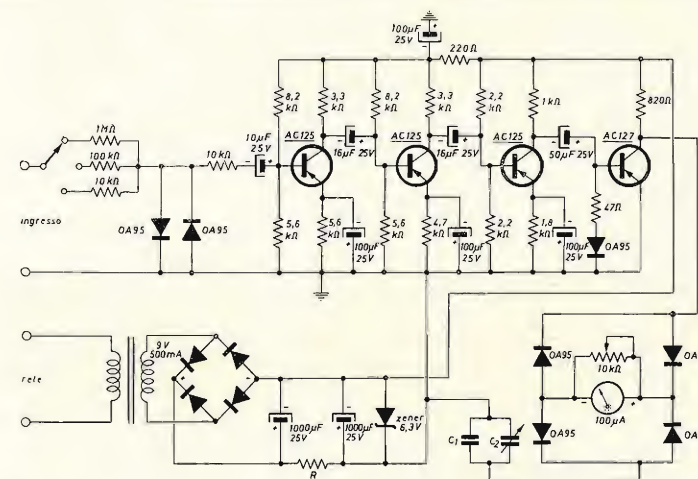 100µF
25V
220Ω
8,2
kΩ
3,3
kΩ
8,2
kΩ
3,3
kΩ
2,2
kΩ
1kΩ
820Ω
1MΩ
100kΩ
10kΩ
10kΩ
10µF
25V
AC125
AC125
AC125
AC127
16µF 25V
16µF 25V
50µF 25V
ingresso
OA95
OA95
5,6
kΩ
5,6
kΩ
100µF
25V
5,6
kΩ
4,7
kΩ
100µF
25V
2,2
kΩ
1,8
kΩ
100µF
25V
47Ω
OA95
rete
9V
500mA
+
-
1000µF
25V
1000µF
25V
zener
6,3V
R
C1
C2
OA95
OA95
10kΩ
100µA
- +
OA
OA